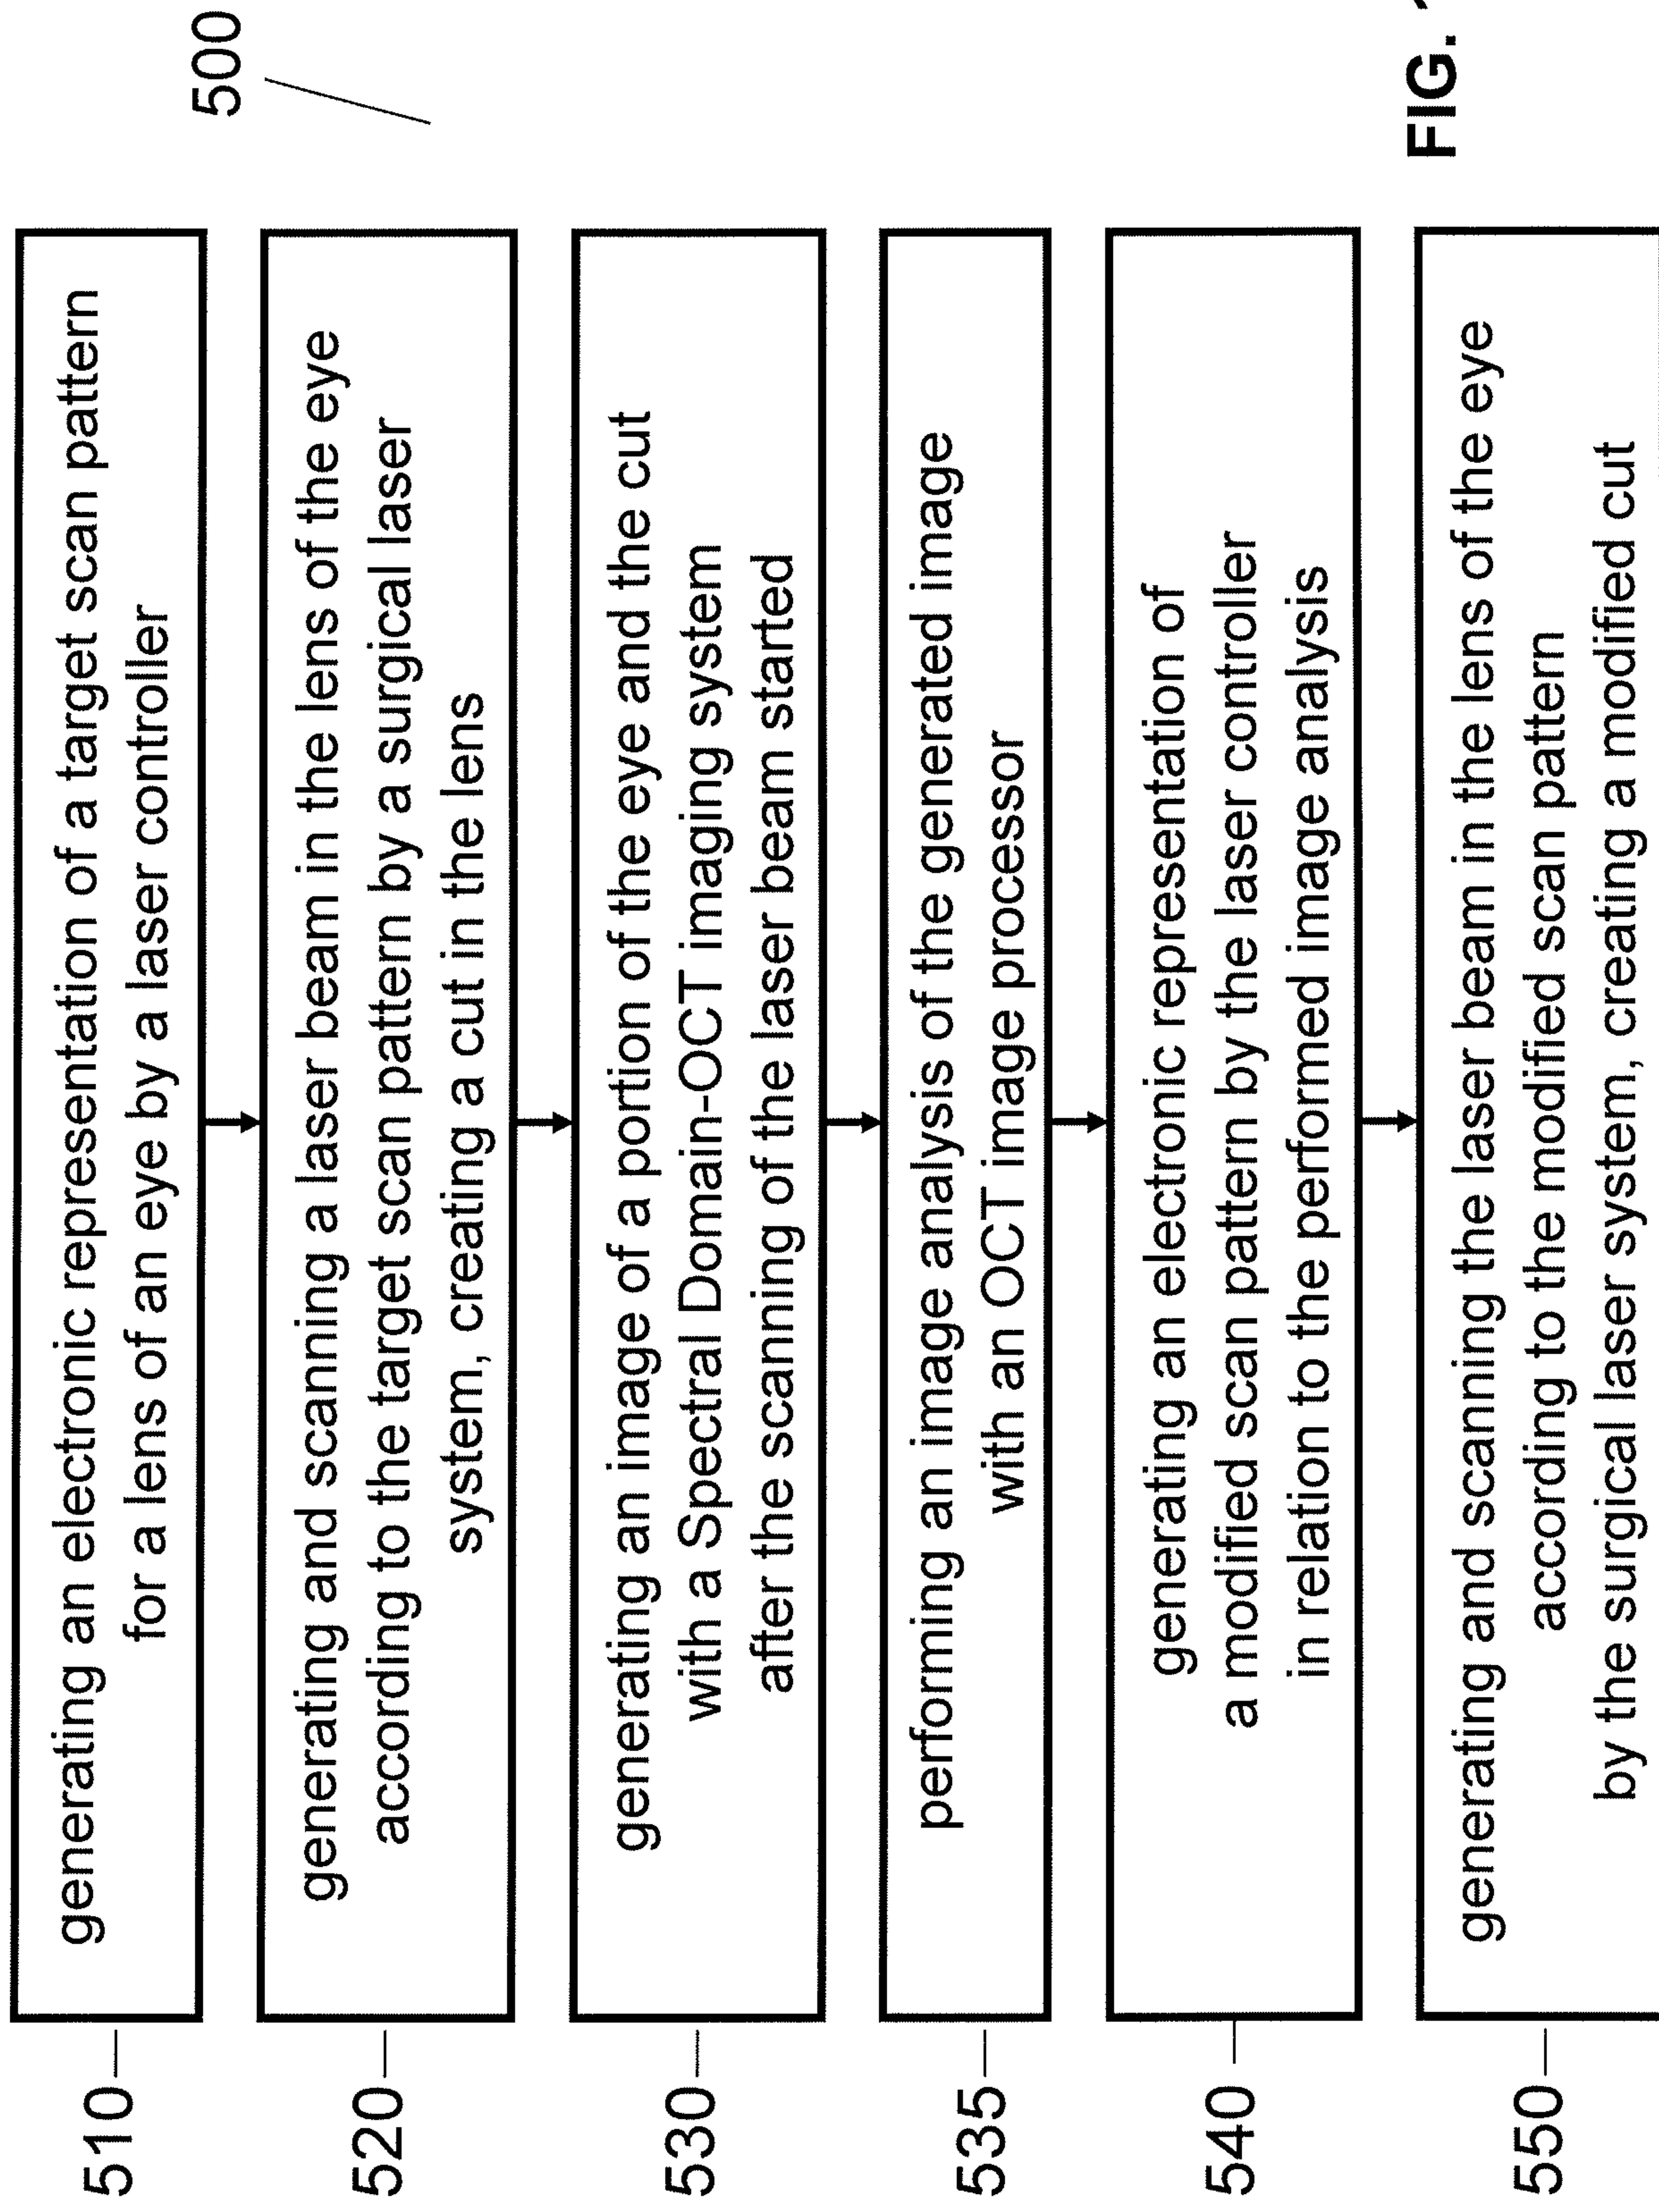 510
generating an electronic representation of a target scan pattern
for a lens of an eye by a laser controller
500
520
generating and scanning a laser beam in the lens of the eye
according to the target scan pattern by a surgical laser
system, creating a cut in the lens
530
generating an image of a portion of the eye and the cut
with a Spectral Domain-OCT imaging system
after the scanning of the laser beam started
535
performing an image analysis of the generated image
with an OCT image processor
540
generating an electronic representation of
a modified scan pattern by the laser controller
in relation to the performed image analysis
550
generating and scanning the laser beam in the lens of the eye
according to the modified scan pattern
by the surgical laser system, creating a modified cut
FIG.